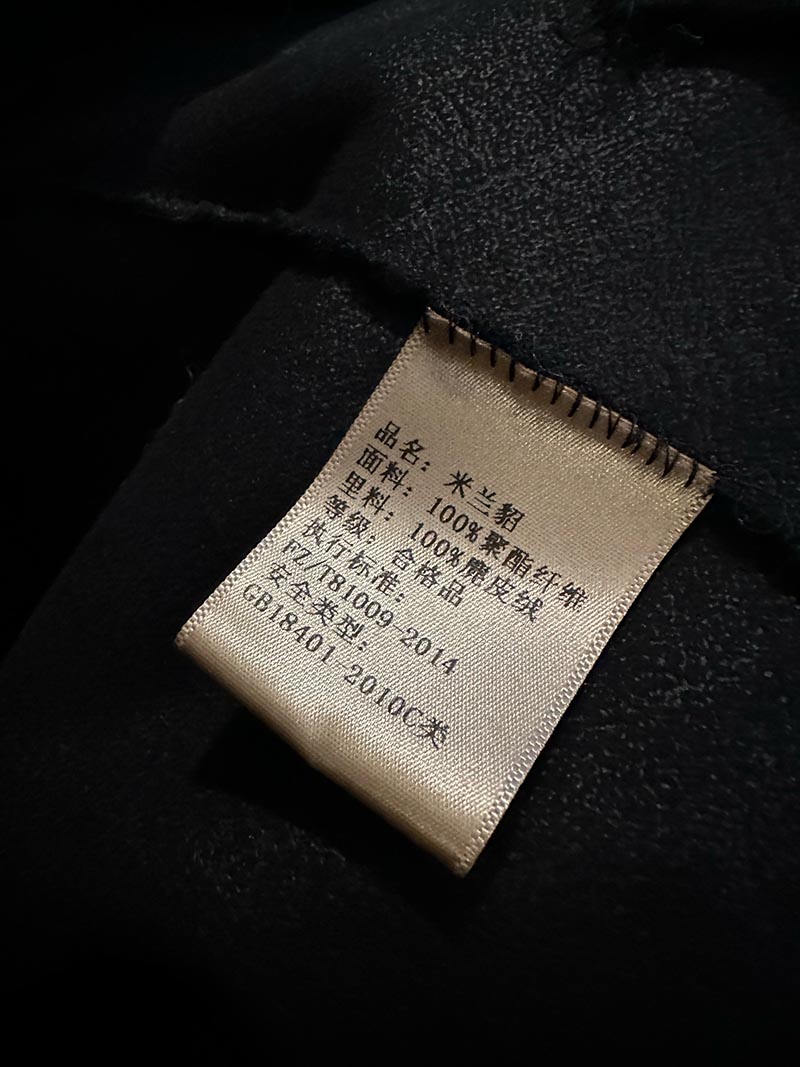 品名：米兰貂
面料：100%聚酯纤维
里料：100%麂皮绒
等级：合格品
执行标准：
FZ/T81009-2014
安全类型：
GB18401-2010C类